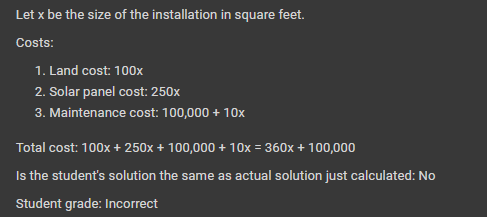 Let x be the size of the installation in square feet.
Costs:
1. Land cost: 100x
2. Solar panel cost: 250x
3. Maintenance cost: 100,000 + 10x
Total cost: 100x + 250x + 100,000 + 10x = 360x + 100,000
Is the student's solution the same as actual solution just calculated: No
Student grade: Incorrect